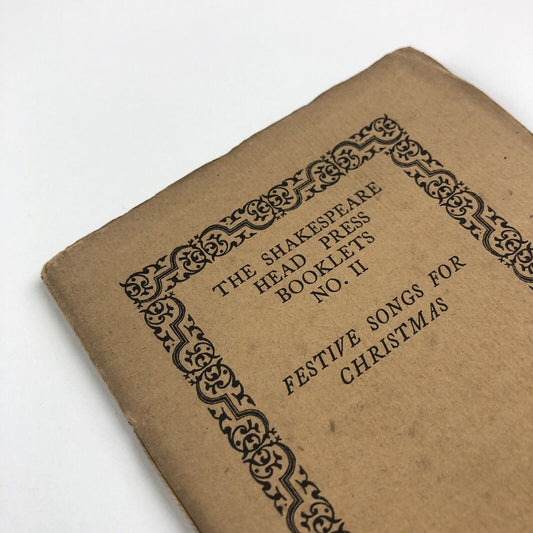 THE SHAKESPEARE
HEAD PRESS
BOOKLETS
NO. II
FESTIVE SONGS FOR
CHRISTMAS